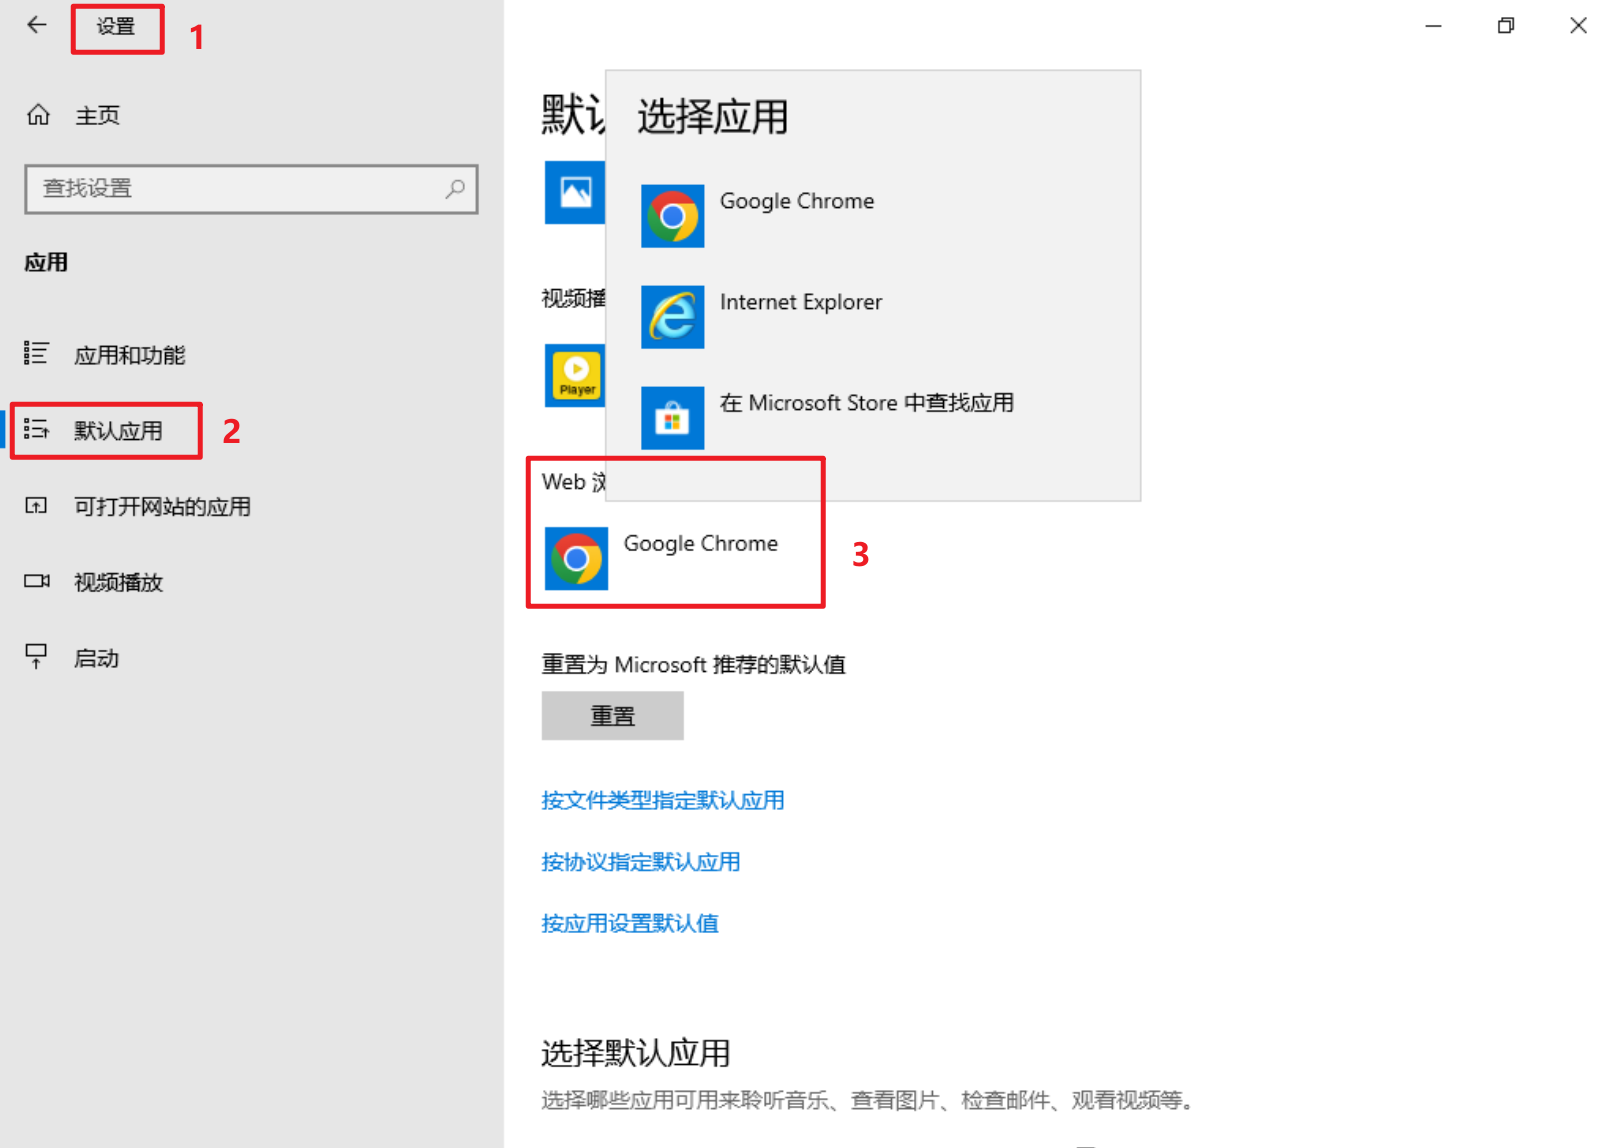 设置
1
主页
查找设置
应用
应用和功能
默认应用
2
可打开网站的应用
视频播放
启动
默认
选择应用
Google Chrome
视频播
Internet Explorer
Player
在 Microsoft Store 中查找应用
Web 浏
Google Chrome
3
重置为 Microsoft 推荐的默认值
重置
按文件类型指定默认应用
按协议指定默认应用
按应用设置默认值
选择默认应用
选择哪些应用可用来聆听音乐、查看图片、检查邮件、观看视频等。